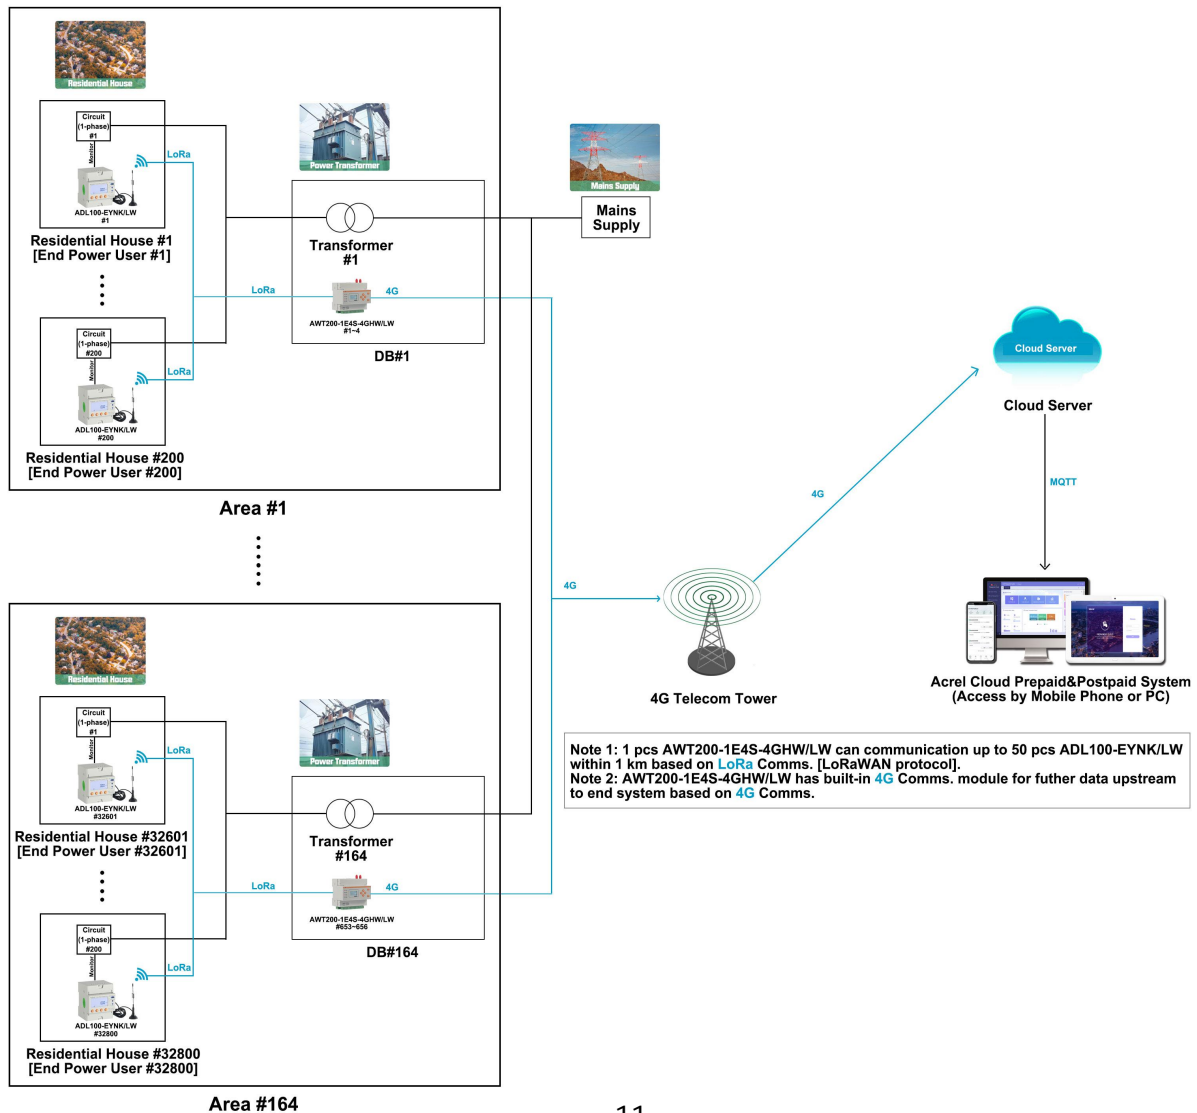 Residential House
Circuit
(1-phase)
#1
Monitor
LoRa
ADL100-EYNK/LW
#1
Residential House #1
[End Power User #1]
Power Transformer
Transformer
#1
LoRa
4G
AWT200-1E4S-4GHW/LW
#1~4
DB#1
Mains Supply
Mains
Supply
Circuit
(1-phase)
#200
Monitor
LoRa
ADL100-EYNK/LW
#200
Residential House #200
[End Power User #200]
Area #1
Cloud Server
Cloud Server
4G
MQTT
4G
4G Telecom Tower
Acrel Cloud Prepaid&Postpaid System
(Access by Mobile Phone or PC)
Note 1: 1 pcs AWT200-1E4S-4GHW/LW can communication up to 50 pcs ADL100-EYNK/LW
within 1 km based on LoRa Comms. [LoRaWAN protocol].
Note 2: AWT200-1E4S-4GHW/LW has built-in 4G Comms. module for futher data upstream
to end system based on 4G Comms.
Residential House
Circuit
(1-phase)
#1
Monitor
LoRa
ADL100-EYNK/LW
#32601
Residential House #32601
[End Power User #32601]
Power Transformer
Transformer
#164
LoRa
4G
AWT200-1E4S-4GHW/LW
#653~656
DB#164
Circuit
(1-phase)
#200
Monitor
LoRa
ADL100-EYNK/LW
#32800
Residential House #32800
[End Power User #32800]
Area #164
11